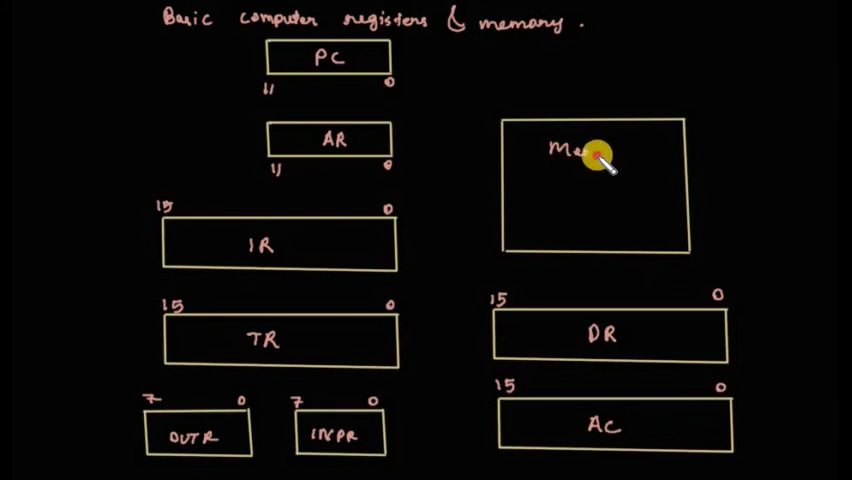 Basic computer registers & memory.
PC
11 0
AR
11 0
15 0
IR
15 0
TR
7 0
OUTR
7 0
INPR
Me
15 0
DR
15 0
AC